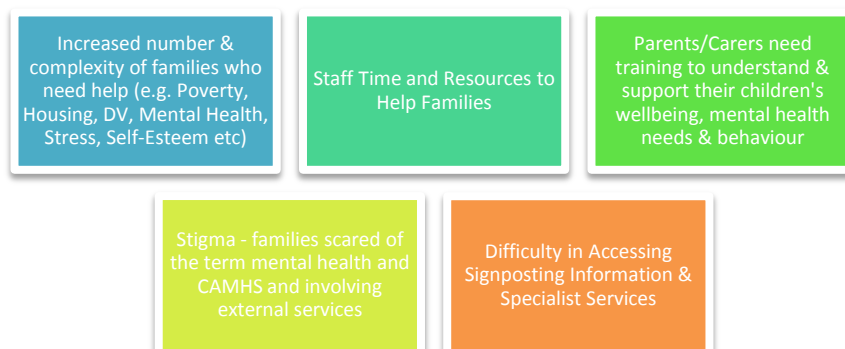 Increased number &
complexity of families who
need help (e.g. Poverty,
Housing, DV, Mental Health,
Stress, Self-Esteem etc)
Staff Time and Resources to
Help Families
Parents/Carers need
training to understand &
support their children's
wellbeing, mental health
needs & behaviour
Stigma - families scared of
the term mental health and
CAMHS and involving
external services
Difficulty in Accessing
Signposting Information &
Specialist Services